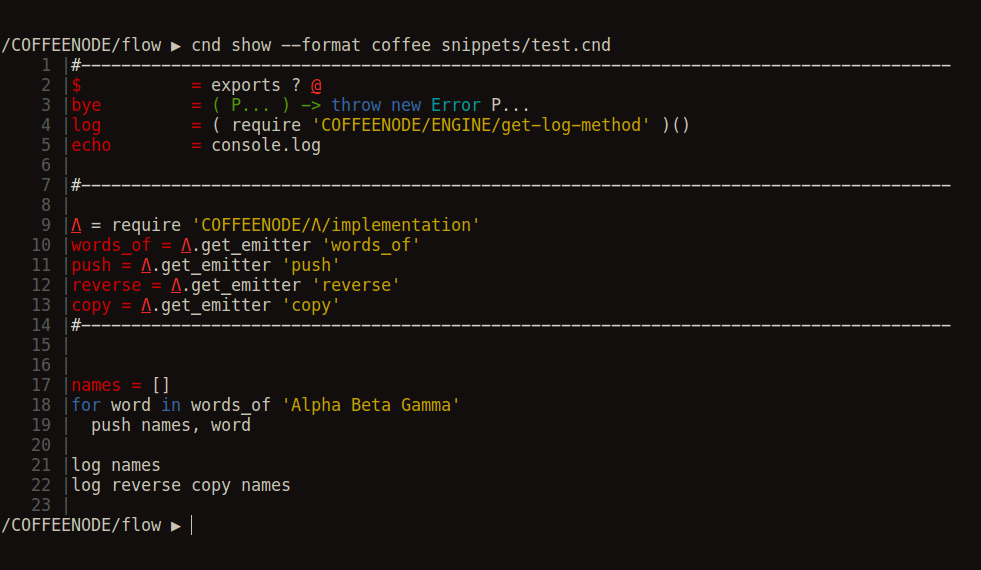 /COFFEENODE/flow ▶ cnd show --format coffee snippets/test.cnd
    1 |#---------------------------------------------------------------------------------------
    2 |$           = exports ? @
    3 |bye         = ( P... ) -> throw new Error P...
    4 |log         = ( require 'COFFEENODE/ENGINE/get-log-method' )()
    5 |echo        = console.log
    6 |
    7 |#---------------------------------------------------------------------------------------
    8 |
    9 |Λ = require 'COFFEENODE/Λ/implementation'
   10 |words_of = Λ.get_emitter 'words_of'
   11 |push = Λ.get_emitter 'push'
   12 |reverse = Λ.get_emitter 'reverse'
   13 |copy = Λ.get_emitter 'copy'
   14 |#---------------------------------------------------------------------------------------
   15 |
   16 |
   17 |names = []
   18 |for word in words_of 'Alpha Beta Gamma'
   19 |  push names, word
   20 |
   21 |log names
   22 |log reverse copy names
   23 |
/COFFEENODE/flow ▶